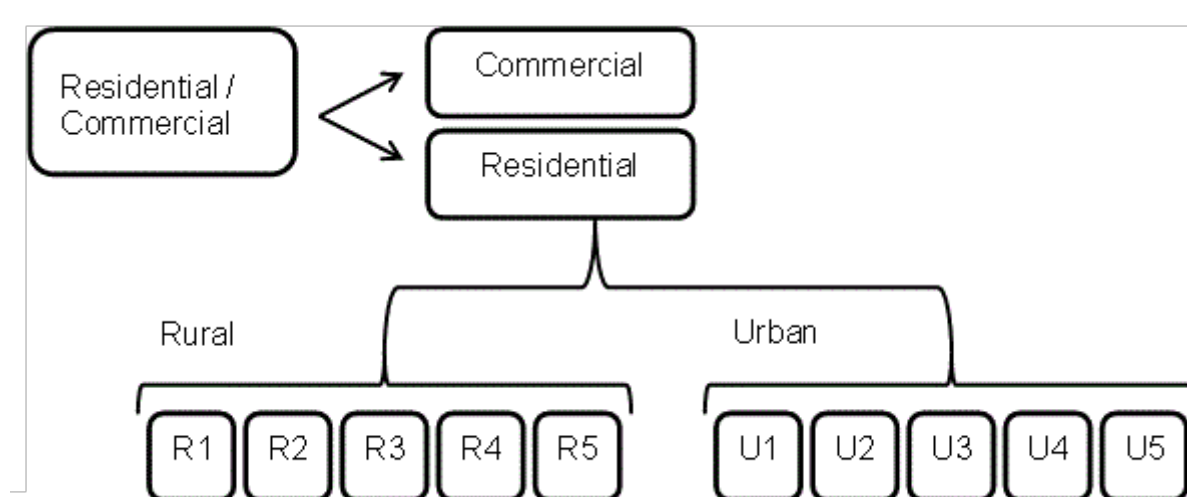 Residential /
Commercial
Commercial
Residential
Rural
Urban
R1 R2 R3 R4 R5 U1 U2 U3 U4 U5